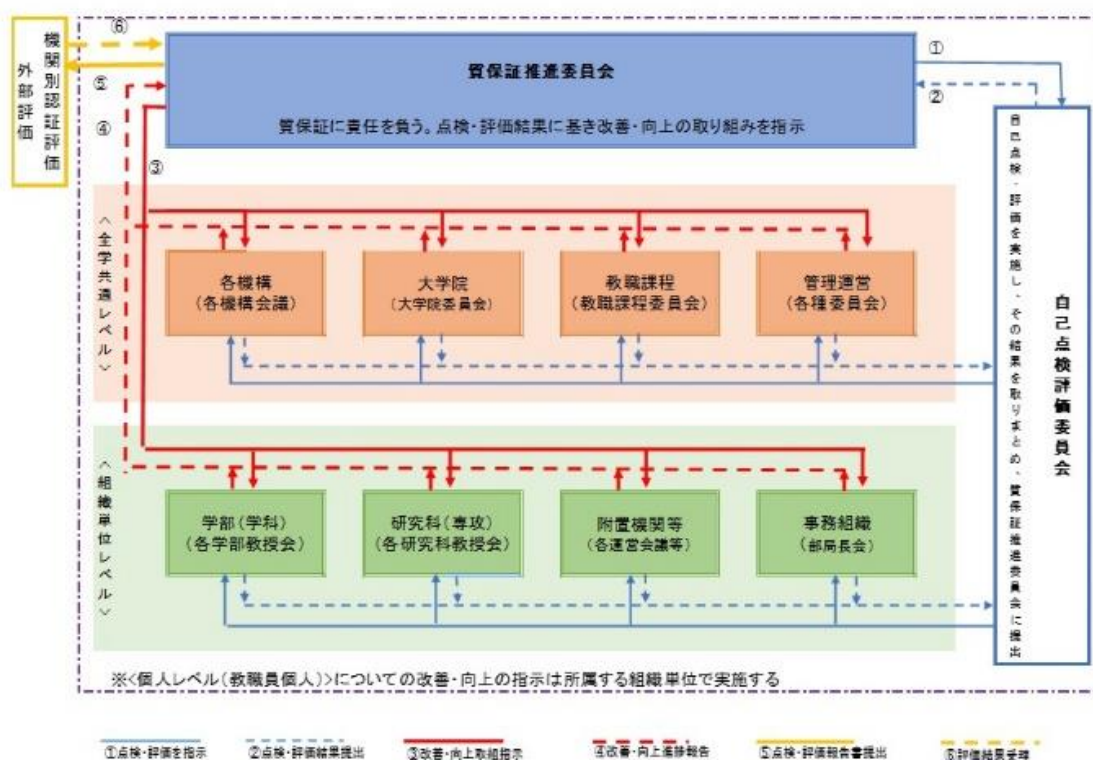 ⑥
機関別認証評価
外部評価
質保証推進委員会
質保証に責任を負う。点検・評価結果に基き改善・向上の取り組みを指示
①
②
⑤
④
③
<全学共通レベル>
各機構
(各機構会議)
大学院
(大学院委員会)
教職課程
(教職課程委員会)
管理運営
(各種委員会)
自己点検評価委員会
自己点検・評価を実施し、その結果を取りまとめ、質保証推進委員会に提出
<組織単位レベル>
学部(学科)
(各学部教授会)
研究科(専攻)
(各研究科教授会)
附置機関等
(各運営会議等)
事務組織
(部局長会)
※<個人レベル(教職員個人)>についての改善・向上の指示は所属する組織単位で実施する
①点検・評価を指示
②点検・評価結果提出
③改善・向上取組指示
④改善・向上進捗報告
⑤点検・評価報告書提出
⑥評価結果受理